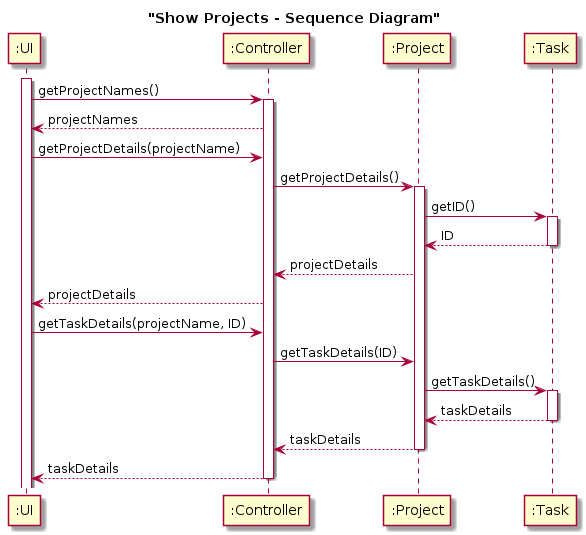 "Show Projects - Sequence Diagram"
:UI
:Controller
:Project
:Task
getProjectNames()
projectNames
getProjectDetails(projectName)
getProjectDetails()
getID()
ID
projectDetails
projectDetails
getTaskDetails(projectName, ID)
getTaskDetails(ID)
getTaskDetails()
taskDetails
taskDetails
taskDetails
:UI
:Controller
:Project
:Task